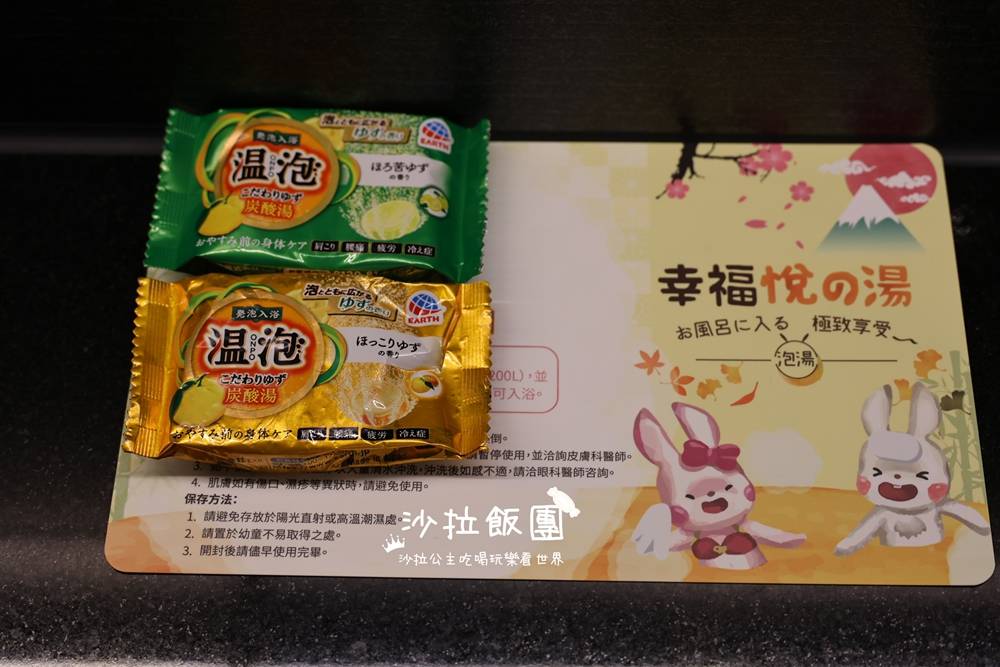 発泡入浴
温泡
ONPO
こだわりゆず
炭酸湯
泡とともに広がる
ゆずの香り
EARTH
ほろ苦ゆず
の香り
おやすみ前の身体ケア 肩こり 腰痛 疲労 冷え症
発泡入浴
温泡
ONPO
こだわりゆず
炭酸湯
泡とともに広がる
ゆずの香り
EARTH
ほっこりゆず
の香り
おやすみ前の身体ケア 肩こり 腰痛 疲労 冷え症
幸福悅の湯
お風呂に入る 極致享受
泡湯
200L),並
可入浴。
倒。
暫停使用,並洽詢皮膚科醫師。
大量清水沖洗,沖洗後如感不適,請洽眼科醫師咨詢。
4. 肌膚如有傷口、濕疹等異狀時,請避免使用。
保存方法:
1. 請避免存放於陽光直射或高溫潮濕處。
2. 請置於幼童不易取得之處。
3. 開封後請儘早使用完畢。
沙拉飯團
沙拉公主吃喝玩樂看世界